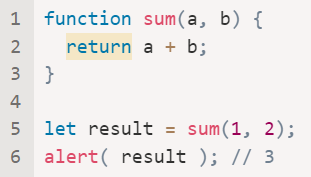 1 function sum(a, b) {
2   return a + b;
3 }
4
5 let result = sum(1, 2);
6 alert( result ); // 3